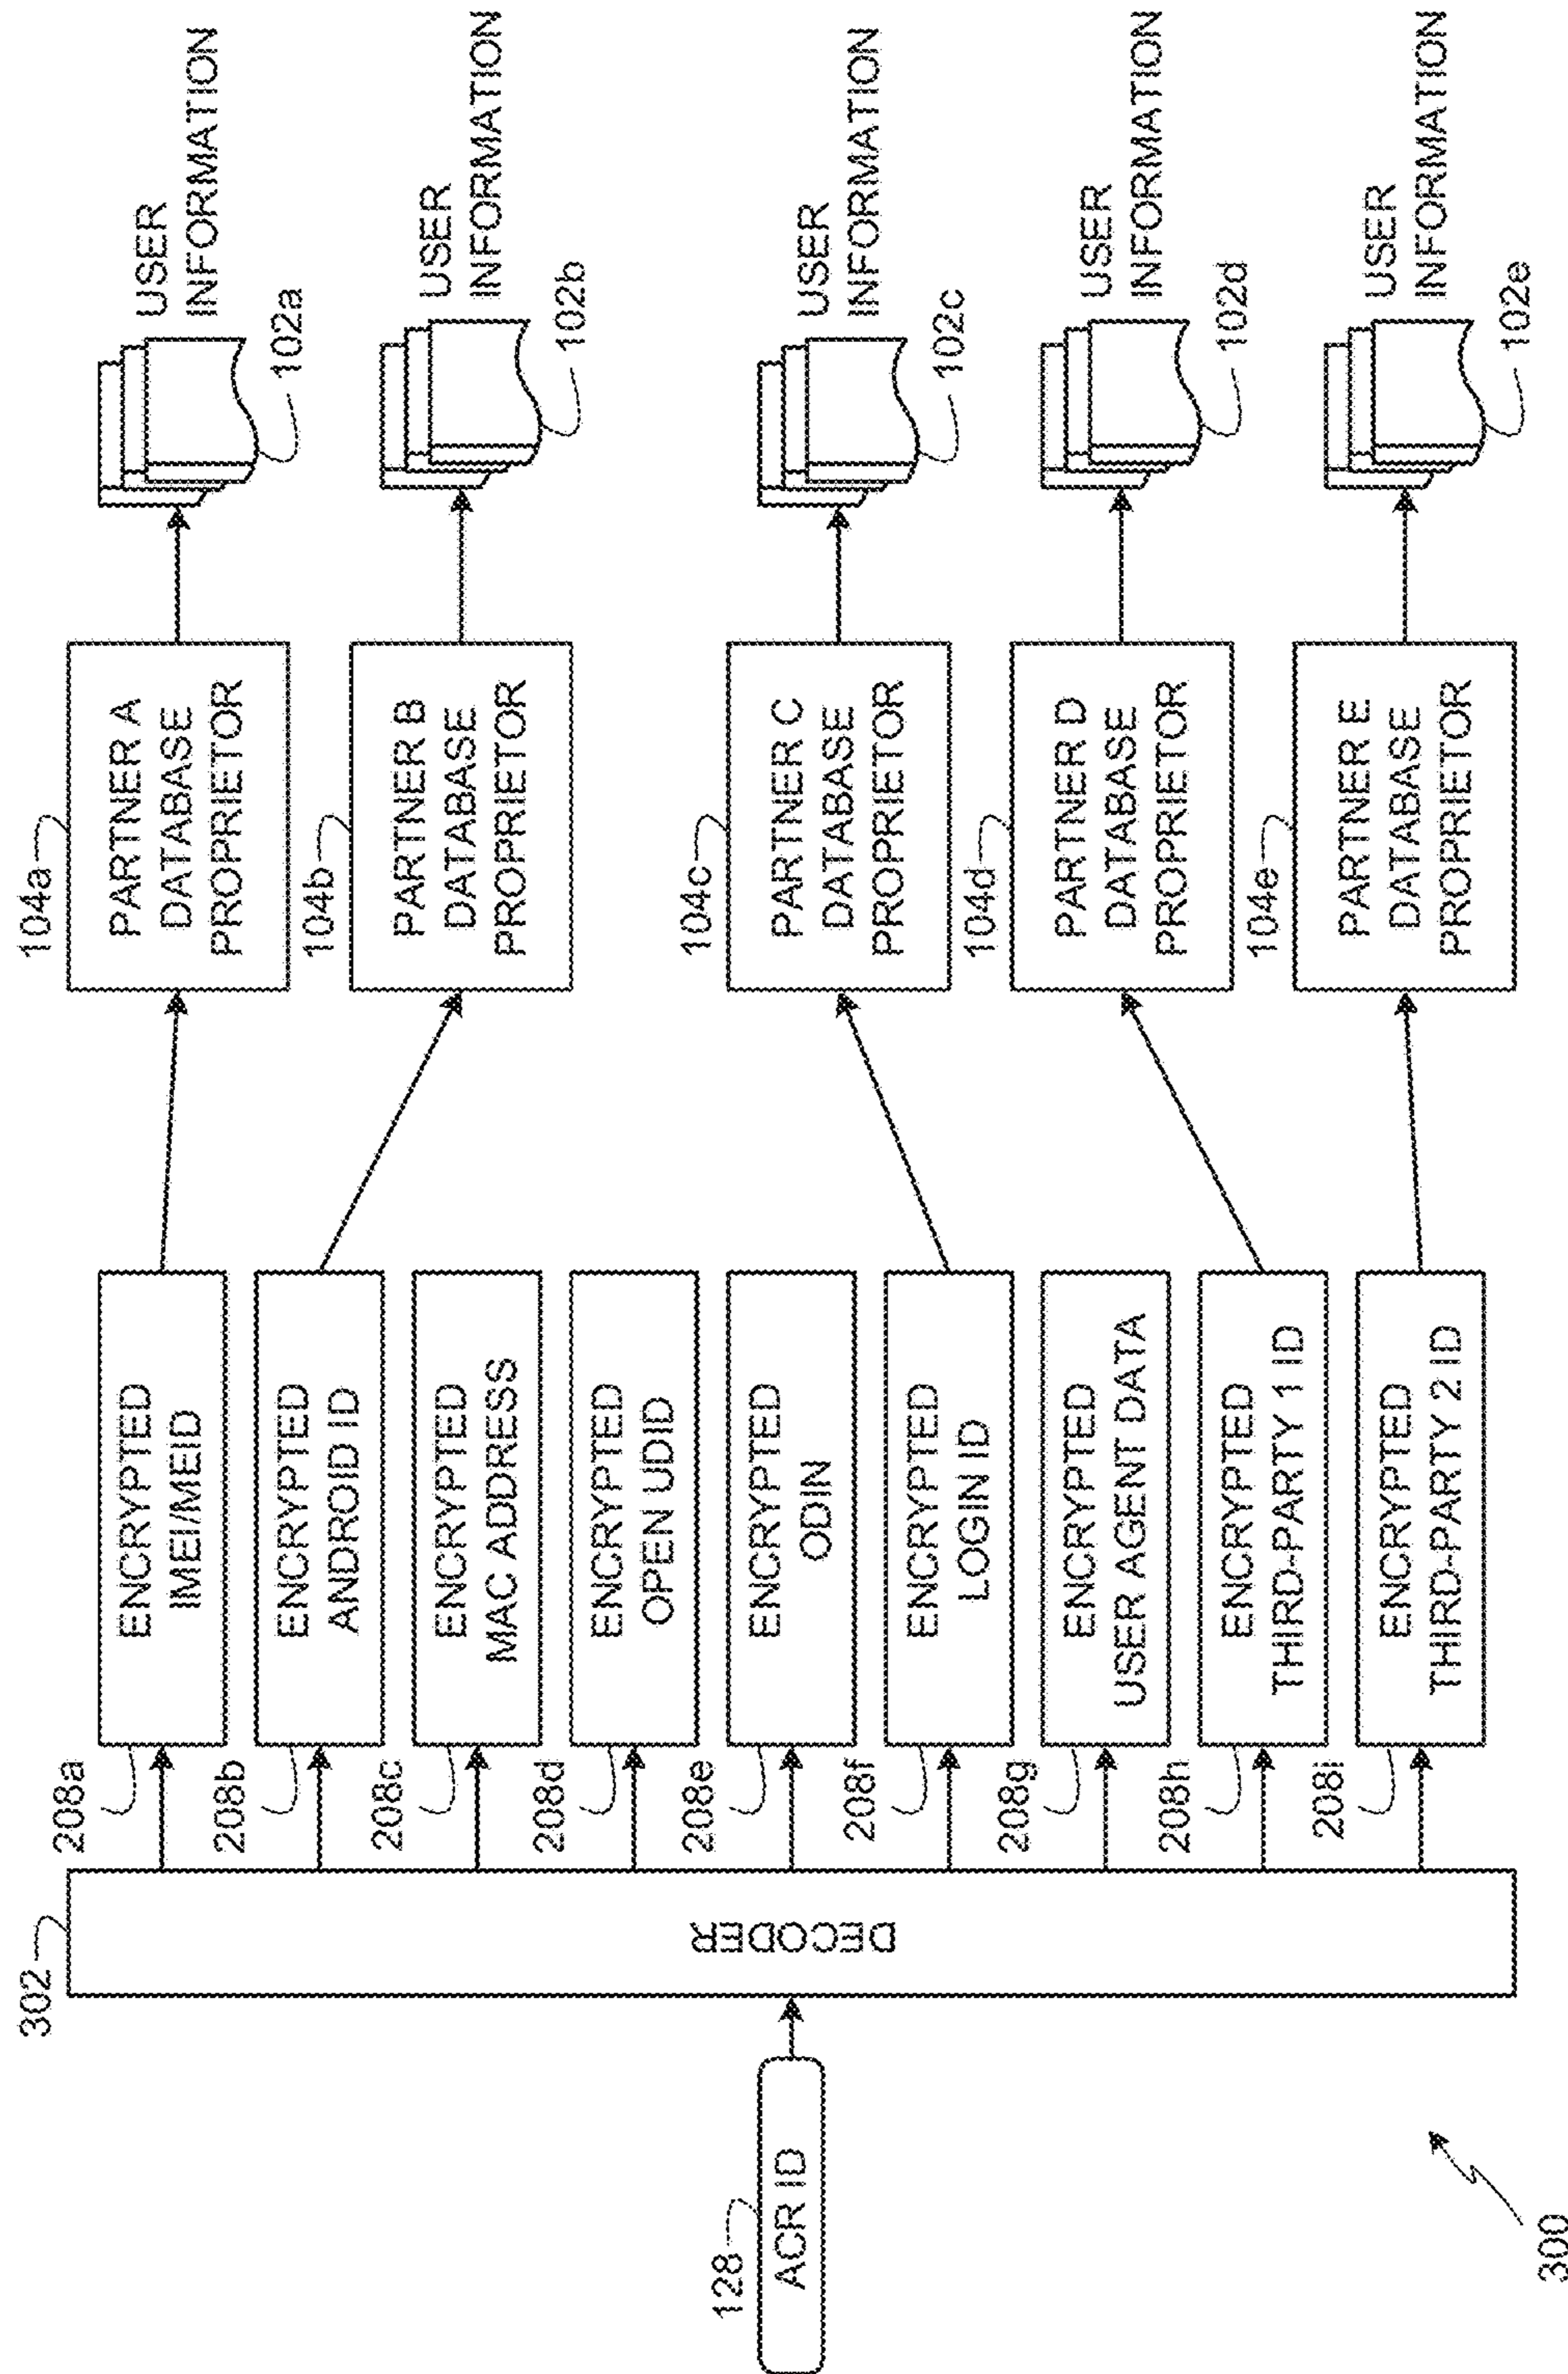 300
128
ACR ID
302
DECODER
208a
ENCRYPTED
IMEI/MEID
208b
ENCRYPTED
ANDROID ID
208c
ENCRYPTED
MAC ADDRESS
208d
ENCRYPTED
OPEN UDID
208e
ENCRYPTED
ODIN
208f
ENCRYPTED
LOGIN ID
208g
ENCRYPTED
USER AGENT DATA
208h
ENCRYPTED
THIRD-PARTY 1 ID
208i
ENCRYPTED
THIRD-PARTY 2 ID
104a
PARTNER A
DATABASE
PROPRIETOR
104b
PARTNER B
DATABASE
PROPRIETOR
104c
PARTNER C
DATABASE
PROPRIETOR
104d
PARTNER D
DATABASE
PROPRIETOR
104e
PARTNER E
DATABASE
PROPRIETOR
USER
INFORMATION
102a
USER
INFORMATION
102b
USER
INFORMATION
102c
USER
INFORMATION
102d
USER
INFORMATION
102e